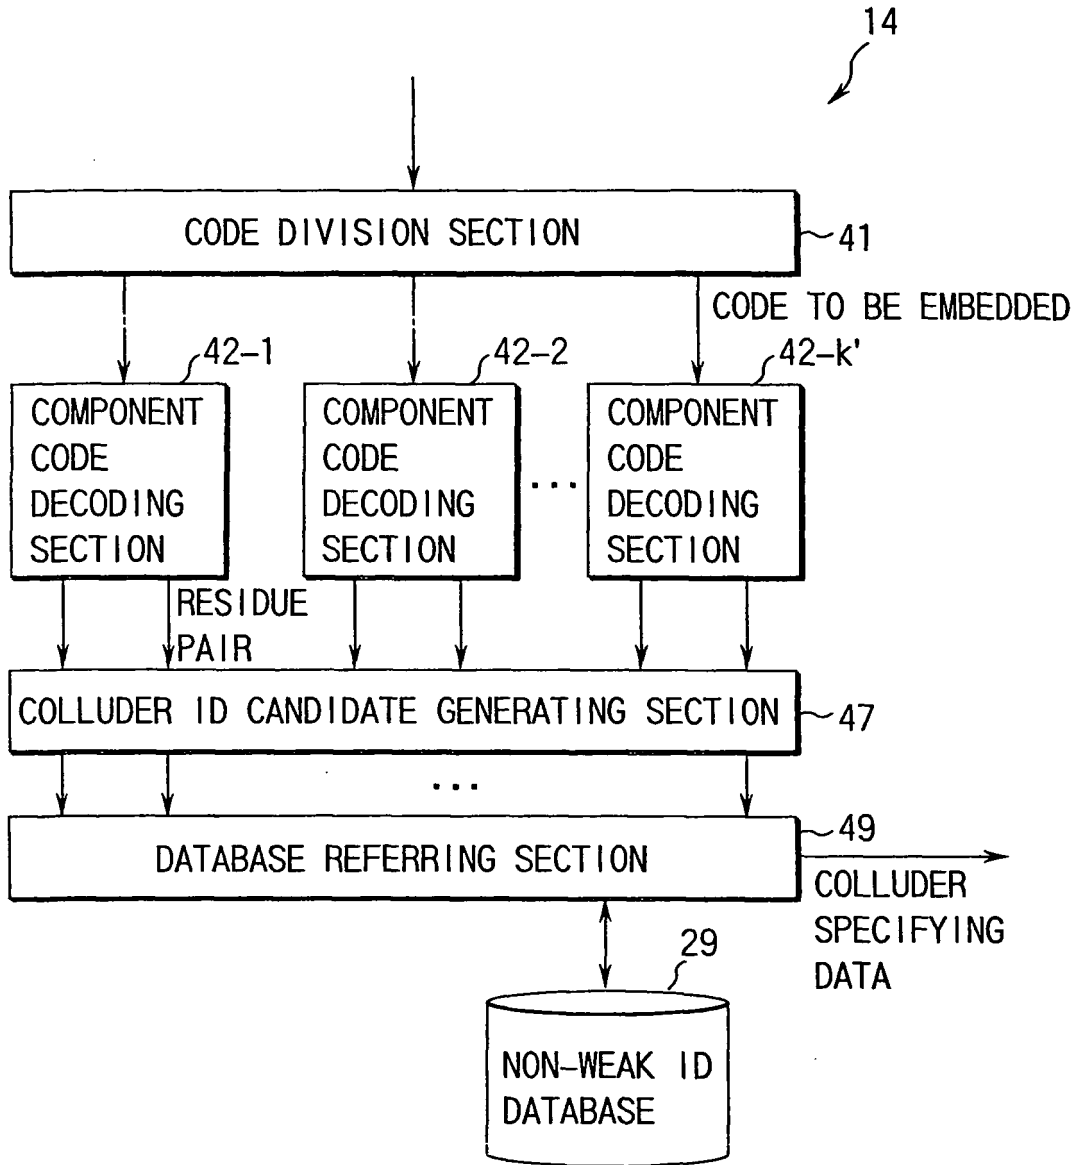 14
CODE DIVISION SECTION
41
CODE TO BE EMBEDDED
42-1
42-2
42-k'
COMPONENT
CODE
DECODING
SECTION
COMPONENT
CODE
DECODING
SECTION
...
COMPONENT
CODE
DECODING
SECTION
RESIDUE
PAIR
COLLUDER ID CANDIDATE GENERATING SECTION
47
...
DATABASE REFERRING SECTION
49
COLLUDER
SPECIFYING
DATA
29
NON-WEAK ID
DATABASE